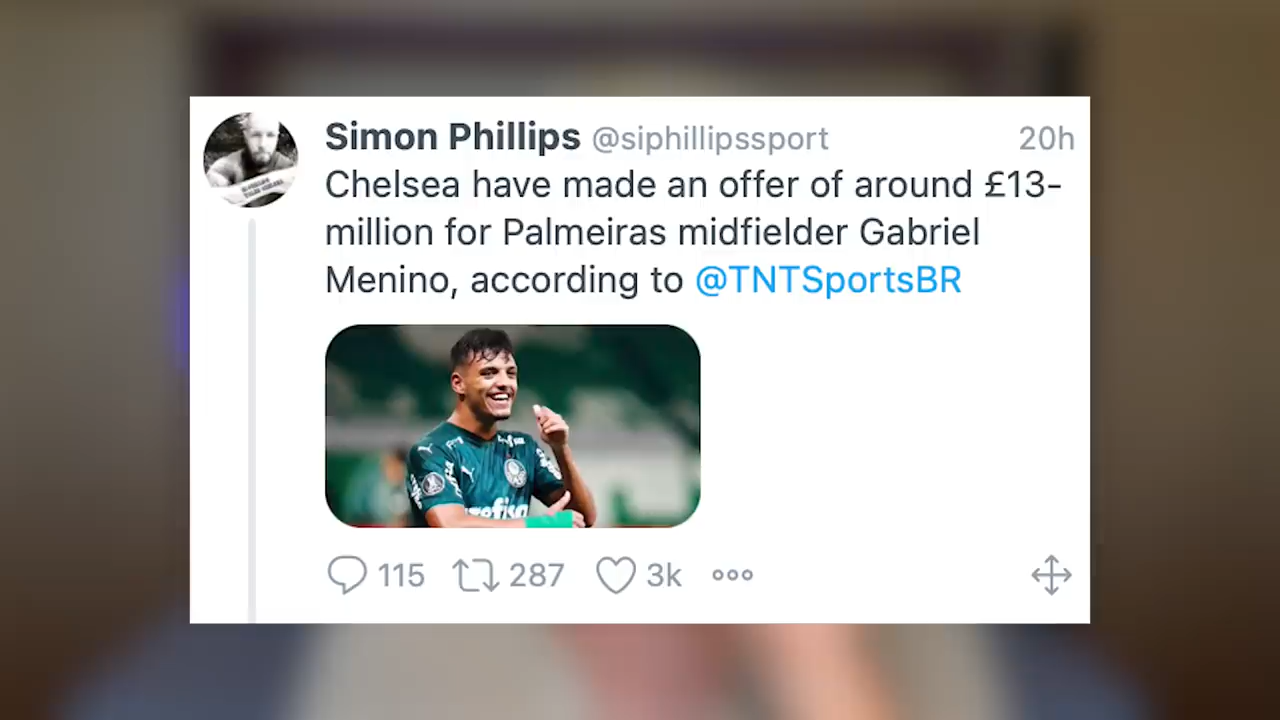 Simon Phillips @siphillipssport 20h
Chelsea have made an offer of around £13-
million for Palmeiras midfielder Gabriel
Menino, according to @TNTSportsBR
115 287 3k